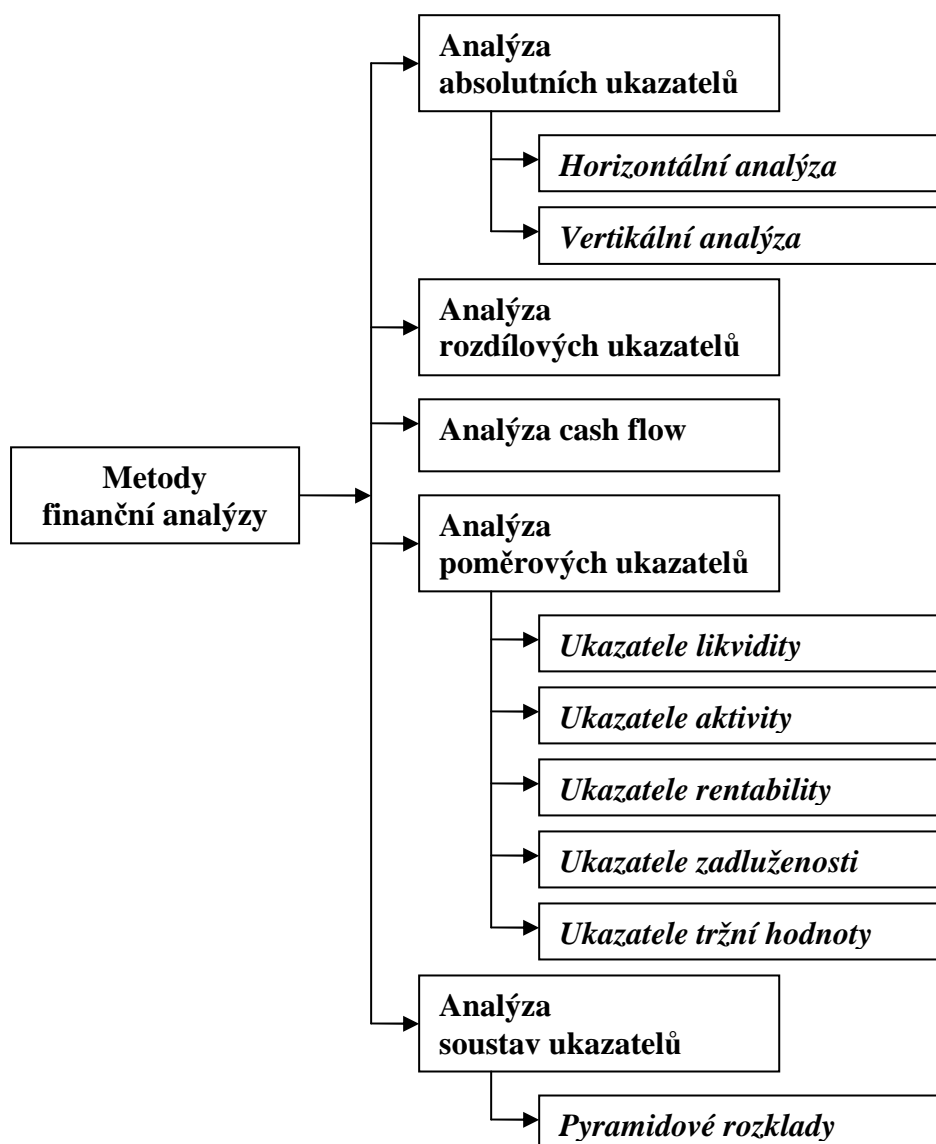 Analýza
absolutních ukazatelů
Horizontální analýza
Vertikální analýza
Analýza
rozdílových ukazatelů
Analýza cash flow
Metody
finanční analýzy
Analýza
poměrových ukazatelů
Ukazatele likvidity
Ukazatele aktivity
Ukazatele rentability
Ukazatele zadluženosti
Ukazatele tržní hodnoty
Analýza
soustav ukazatelů
Pyramidové rozklady